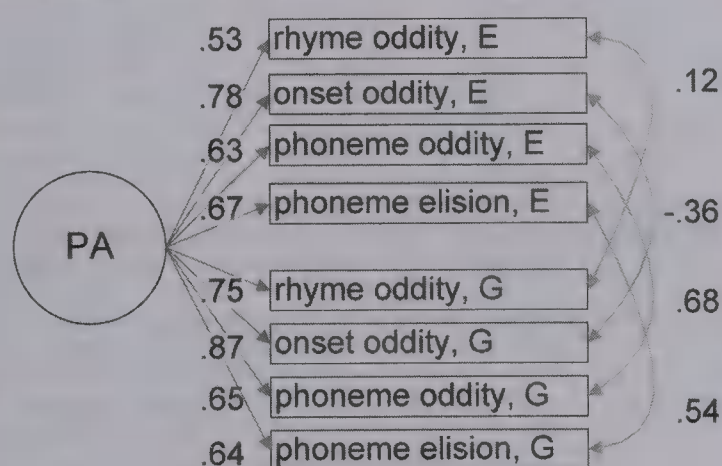 .53 rhyme oddity, E
.12
.78 onset oddity, E
.63 phoneme oddity, E
.67 phoneme elision, E
-.36
PA
.75 rhyme oddity, G
.68
.87 onset oddity, G
.65 phoneme oddity, G
.54
.64 phoneme elision, G